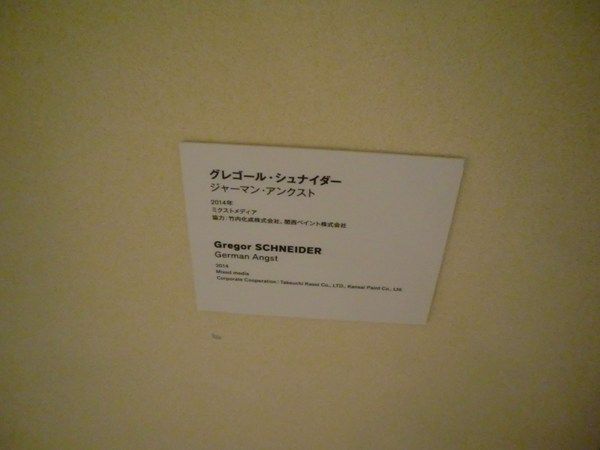 グレゴール・シュナイダー
ジャーマン・アンクスト
2014年
ミクストメディア
協力：竹内化成株式会社、関西ペイント株式会社
Gregor SCHNEIDER
German Angst
2014
Mixed media
Corporate Cooperation : Takeuchi Kasei Co., LTD., Kansai Paint Co., Ltd.